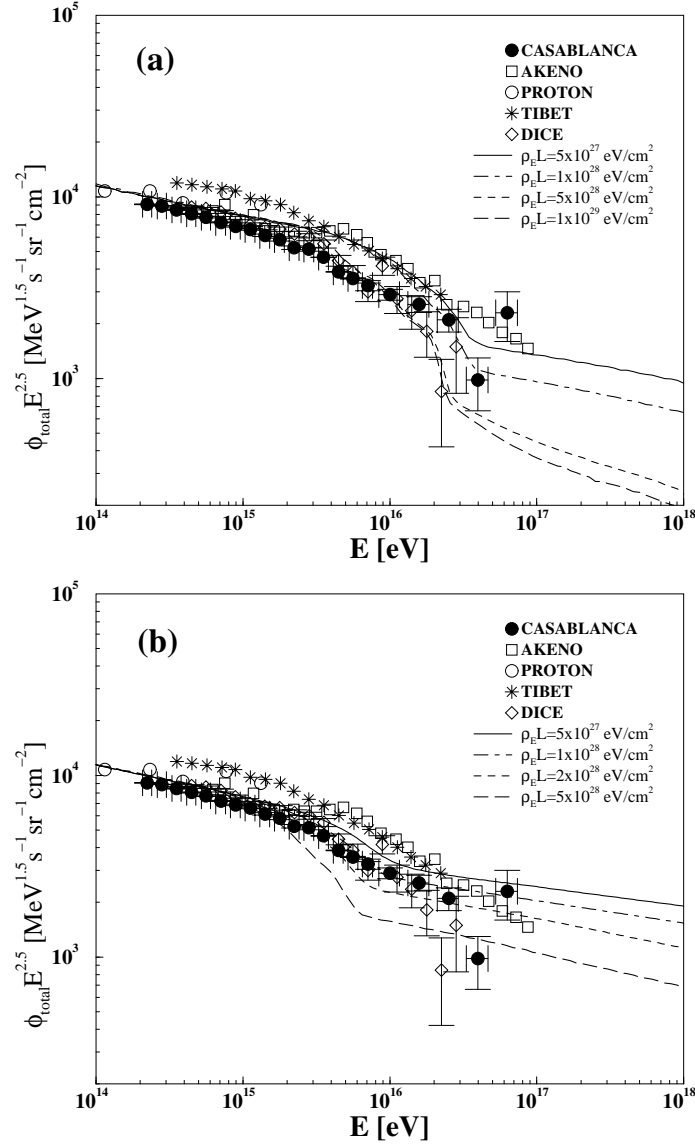 10^5
(a)
CASABLANCA
AKENO
PROTON
TIBET
DICE
ρ_E L=5x10^27 eV/cm^2
ρ_E L=1x10^28 eV/cm^2
ρ_E L=5x10^28 eV/cm^2
ρ_E L=1x10^29 eV/cm^2
10^4
10^3
ϕ_total E^2.5 [MeV^1.5 s^−1 sr^−1 cm^−2]
10^14 10^15 10^16 10^17 10^18
E [eV]
10^5
(b)
CASABLANCA
AKENO
PROTON
TIBET
DICE
ρ_E L=5x10^27 eV/cm^2
ρ_E L=1x10^28 eV/cm^2
ρ_E L=2x10^28 eV/cm^2
ρ_E L=5x10^28 eV/cm^2
10^4
10^3
ϕ_total E^2.5 [MeV^1.5 s^−1 sr^−1 cm^−2]
10^14 10^15 10^16 10^17 10^18
E [eV]